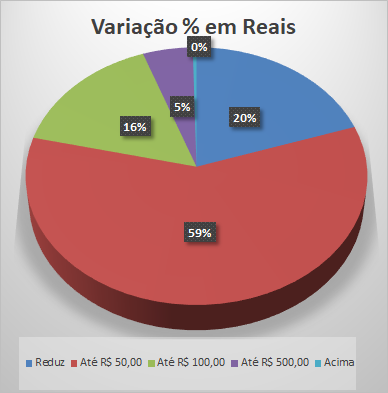 Variação % em Reais
0%
5%
20%
16%
59%
Reduz Até R$ 50,00 Até R$ 100,00 Até R$ 500,00 Acima